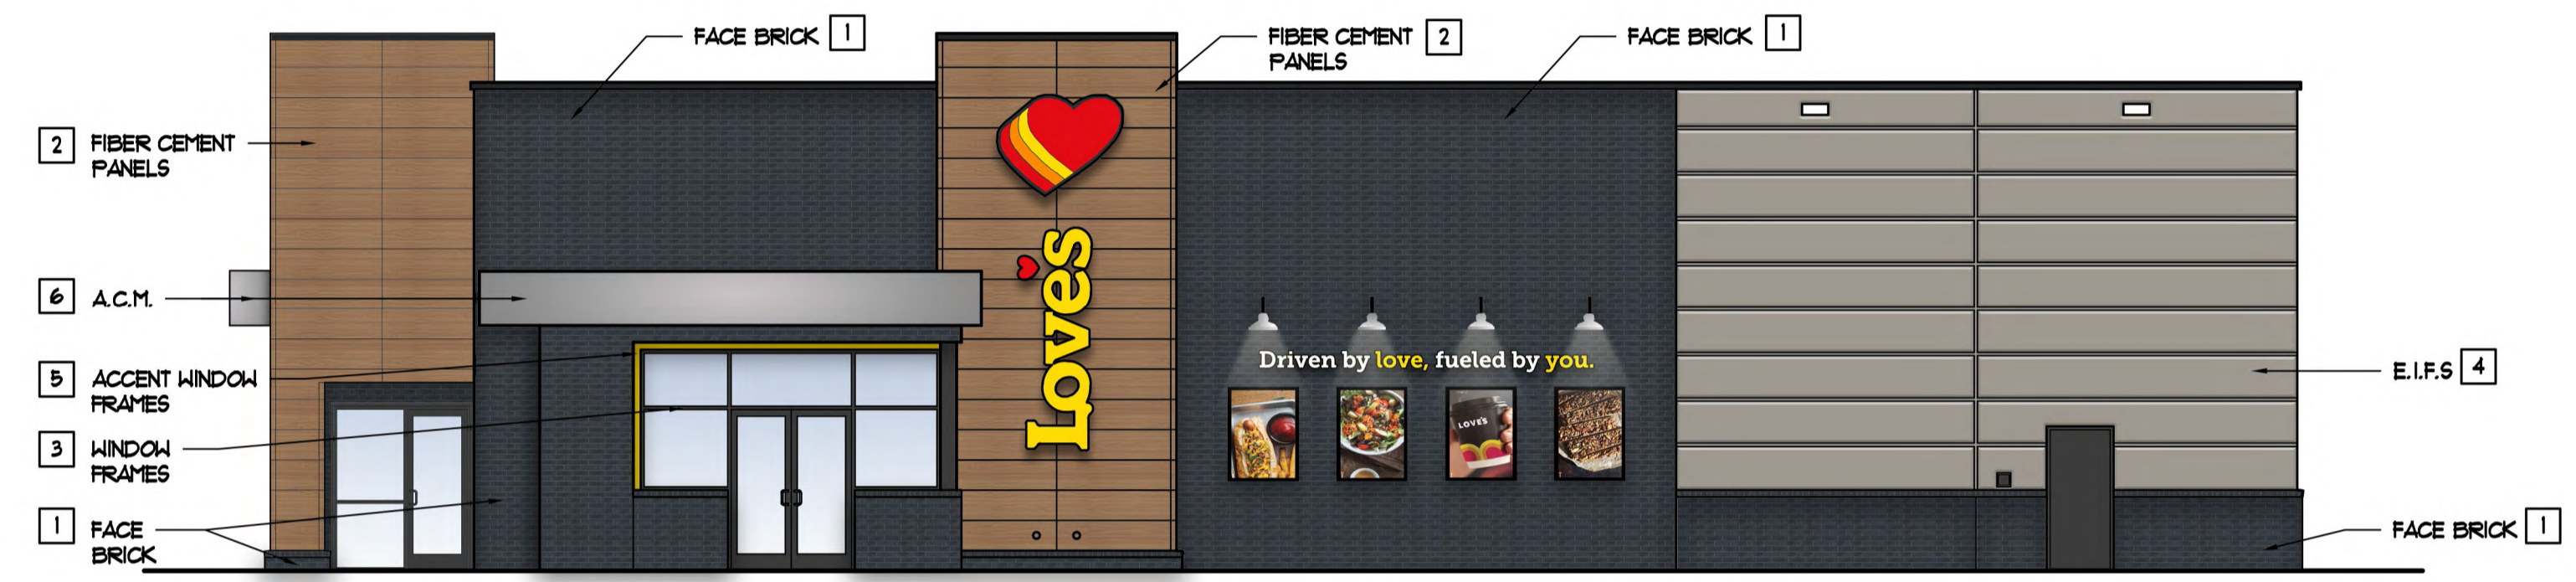 FACE BRICK 1
FIBER CEMENT 2
PANELS
FACE BRICK 1
2 FIBER CEMENT
PANELS
6 A.C.M.
5 ACCENT WINDOW
FRAMES
3 WINDOW
FRAMES
1 FACE
BRICK
Love's
Driven by love, fueled by you.
LOVE'S
E.I.F.S 4
FACE BRICK 1